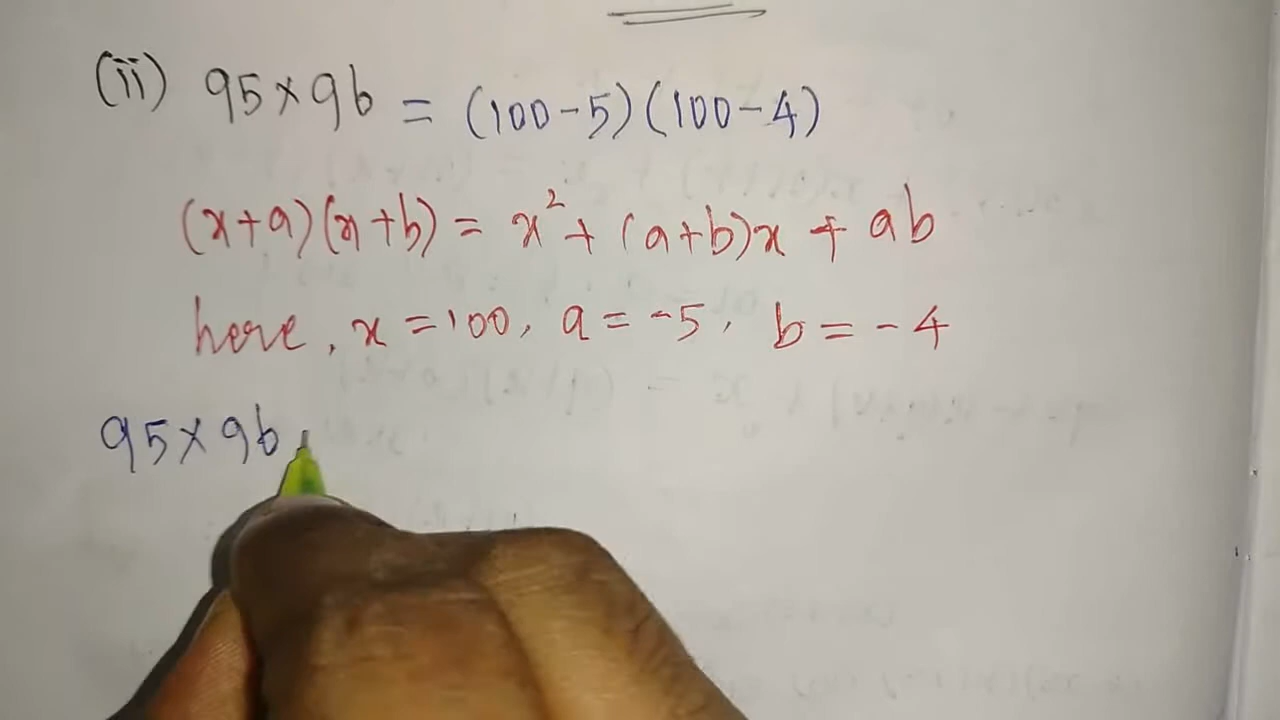 (ii) 95×96 = (100-5)(100-4)
(x+a)(x+b) = x² + (a+b)x + ab
here, x = 100, a = -5, b = -4
95×96